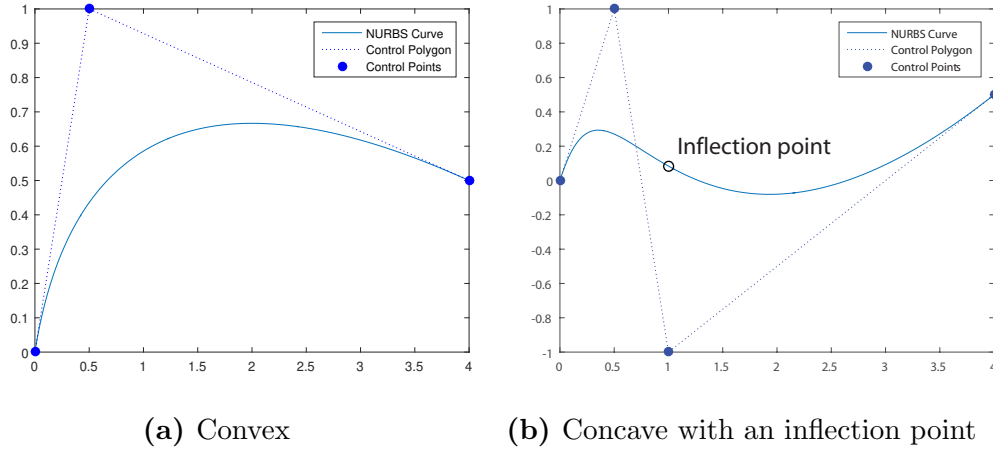 1
0.9
0.8
0.7
0.6
0.5
0.4
0.3
0.2
0.1
0
0 0.5 1 1.5 2 2.5 3 3.5 4
NURBS Curve
Control Polygon
Control Points
(a) Convex
1
0.8
0.6
0.4
0.2
0
-0.2
-0.4
-0.6
-0.8
-1
0 0.5 1 1.5 2 2.5 3 3.5 4
NURBS Curve
Control Polygon
Control Points
Inflection point
(b) Concave with an inflection point